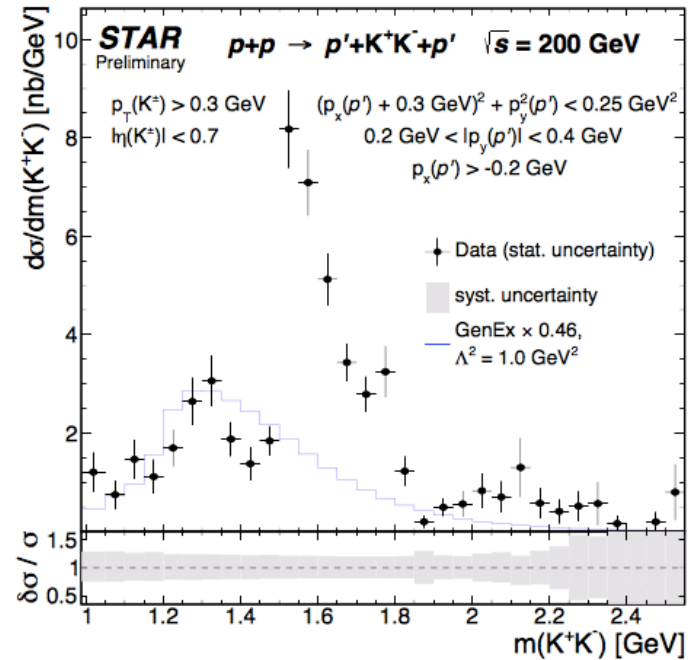 STAR
Preliminary
p+p → p′+K⁺K⁻+p′ √s = 200 GeV
p_T(K^±) > 0.3 GeV
|η(K^±)| < 0.7
(p_x(p′) + 0.3 GeV)² + p_y²(p′) < 0.25 GeV²
0.2 GeV < |p_y(p′)| < 0.4 GeV
p_x(p′) > -0.2 GeV
Data (stat. uncertainty)
syst. uncertainty
GenEx × 0.46,
Λ² = 1.0 GeV²
dσ/dm(K⁺K⁻) [nb/GeV]
10
8
6
4
2
δσ / σ
1.5
1
0.5
1 1.2 1.4 1.6 1.8 2 2.2 2.4
m(K⁺K⁻) [GeV]